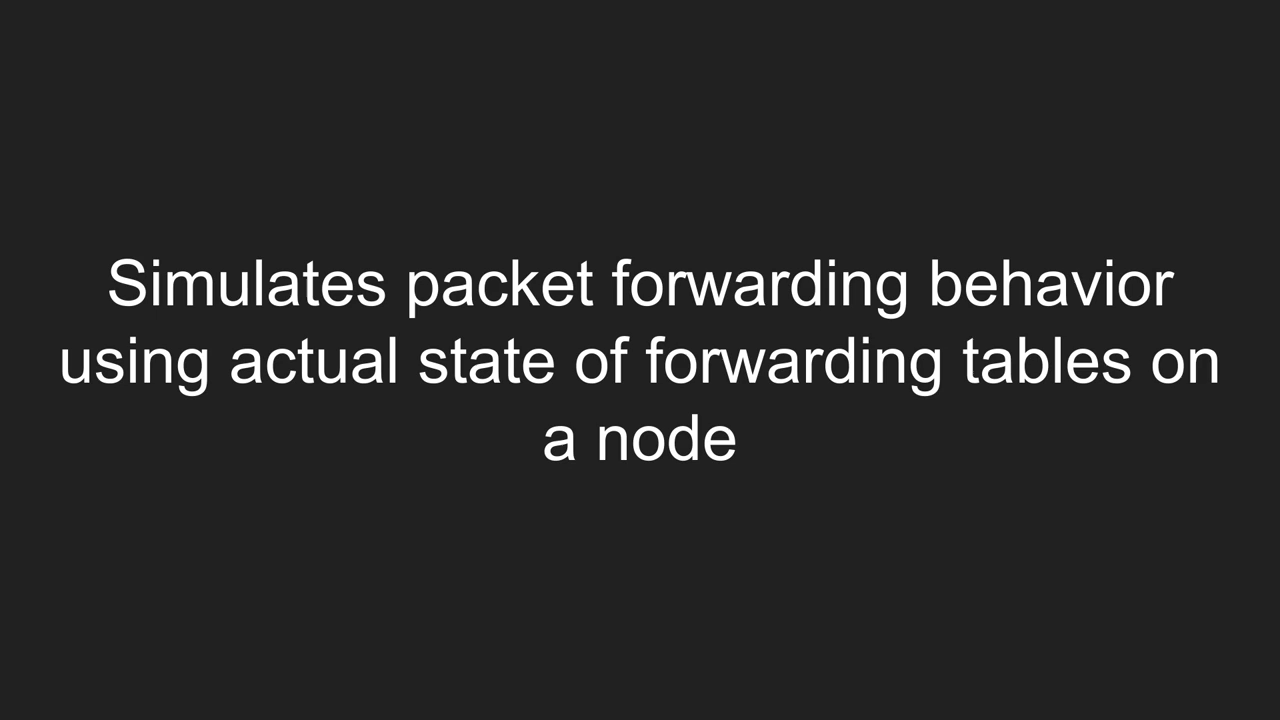 Simulates packet forwarding behavior
using actual state of forwarding tables on
a node